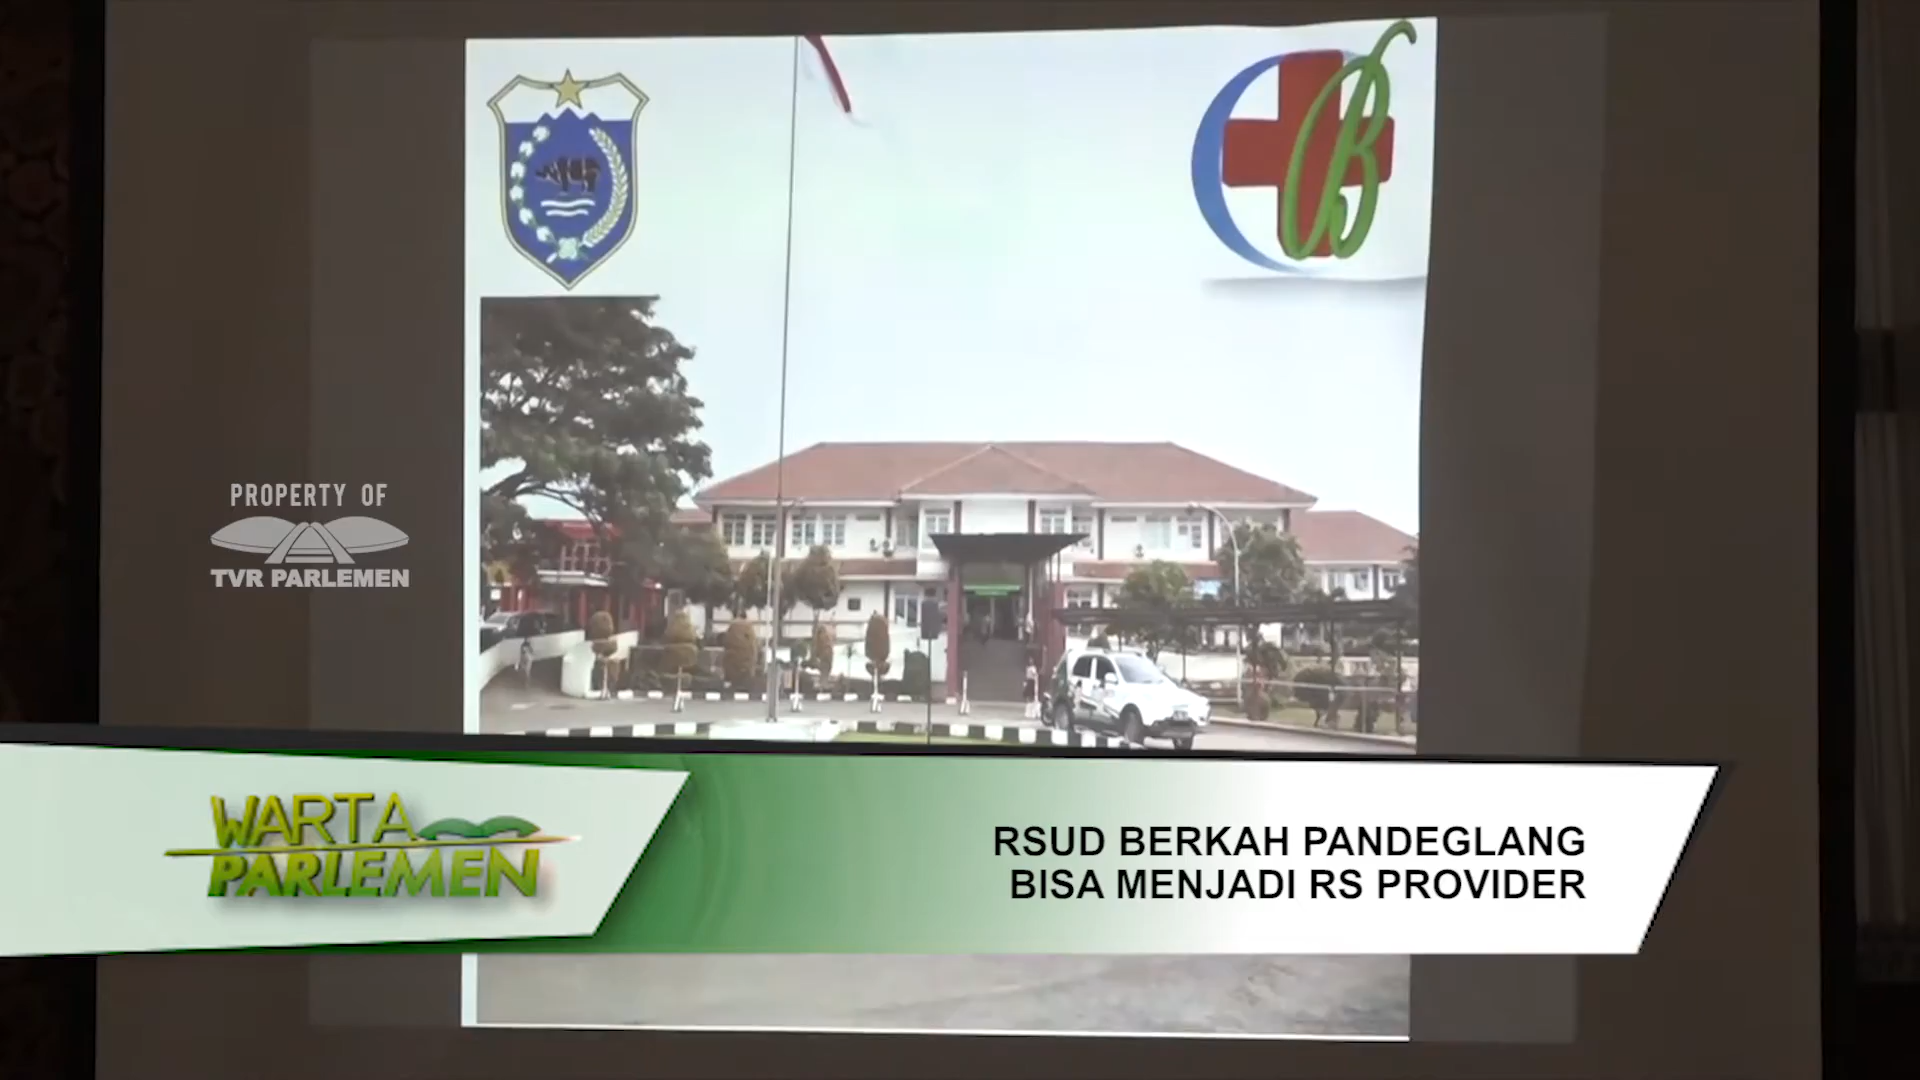 PROPERTY OF
TVR PARLEMEN
WARTA
PARLEMEN
RSUD BERKAH PANDEGLANG
BISA MENJADI RS PROVIDER